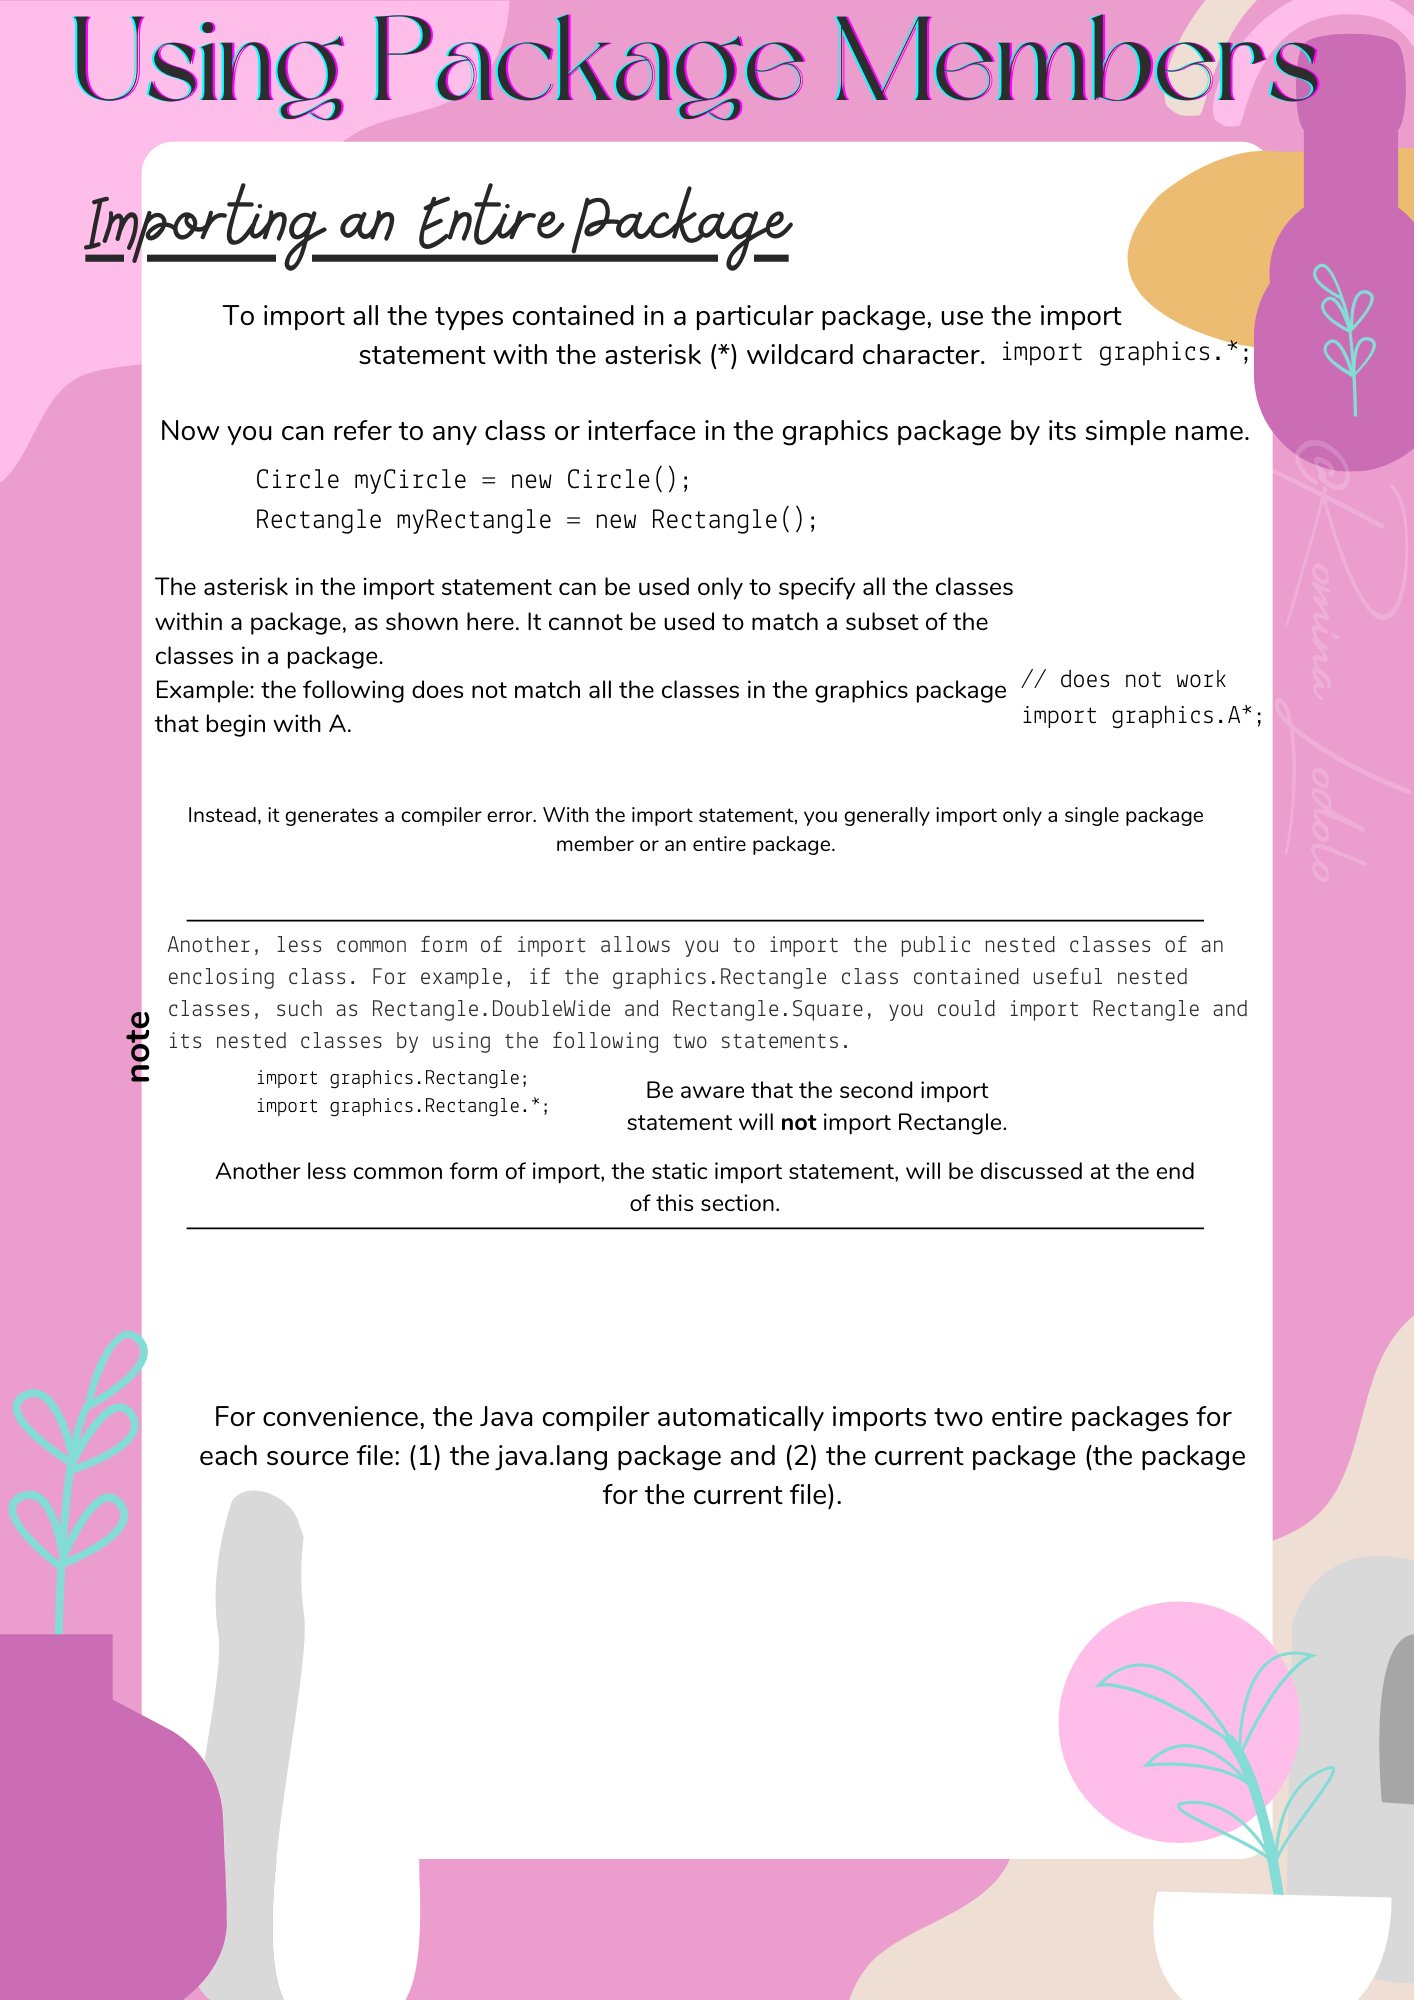 Using Package Members
Importing an Entire Package
To import all the types contained in a particular package, use the import
statement with the asterisk (*) wildcard character.
import graphics.*;
Now you can refer to any class or interface in the graphics package by its simple name.
Circle myCircle = new Circle();
Rectangle myRectangle = new Rectangle();
The asterisk in the import statement can be used only to specify all the classes
within a package, as shown here. It cannot be used to match a subset of the
classes in a package.
Example: the following does not match all the classes in the graphics package
that begin with A.
// does not work
import graphics.A*;
Instead, it generates a compiler error. With the import statement, you generally import only a single package
member or an entire package.
note
Another, less common form of import allows you to import the public nested classes of an
enclosing class. For example, if the graphics.Rectangle class contained useful nested
classes, such as Rectangle.DoubleWide and Rectangle.Square, you could import Rectangle and
its nested classes by using the following two statements.
import graphics.Rectangle;
import graphics.Rectangle.*;
Be aware that the second import
statement will not import Rectangle.
Another less common form of import, the static import statement, will be discussed at the end
of this section.
For convenience, the Java compiler automatically imports two entire packages for
each source file: (1) the java.lang package and (2) the current package (the package
for the current file).
@Romina Iodolo